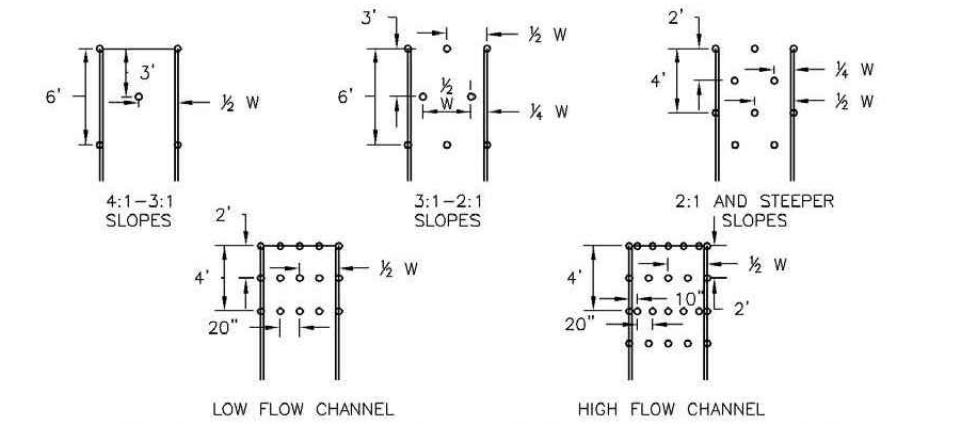 3'
6'
½ W
4:1–3:1
SLOPES
3'
½ W
6'
½
W
¼ W
3:1–2:1
SLOPES
2'
¼ W
4'
½ W
2:1 AND STEEPER
SLOPES
2'
½ W
4'
20"
LOW FLOW CHANNEL
½ W
4'
10"
2'
20"
HIGH FLOW CHANNEL